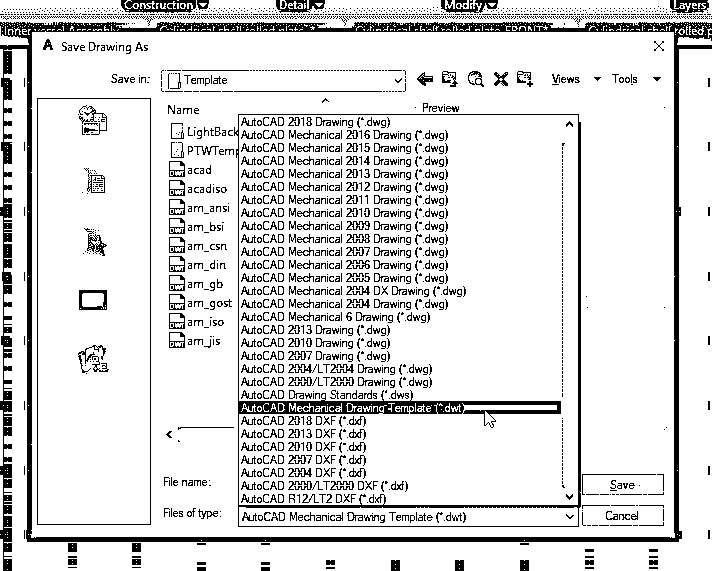 Construction Detail Modify Layers
Save Drawing As
Save in: Template Views Tools
Name Preview
LightBack
PTWTemp
acad
acadiso
am_ansi
am_bsi
am_csn
am_din
am_gb
am_gost
am_iso
am_jis
AutoCAD 2018 Drawing (*.dwg)
AutoCAD Mechanical 2016 Drawing (*.dwg)
AutoCAD Mechanical 2015 Drawing (*.dwg)
AutoCAD Mechanical 2014 Drawing (*.dwg)
AutoCAD Mechanical 2013 Drawing (*.dwg)
AutoCAD Mechanical 2012 Drawing (*.dwg)
AutoCAD Mechanical 2011 Drawing (*.dwg)
AutoCAD Mechanical 2010 Drawing (*.dwg)
AutoCAD Mechanical 2009 Drawing (*.dwg)
AutoCAD Mechanical 2008 Drawing (*.dwg)
AutoCAD Mechanical 2007 Drawing (*.dwg)
AutoCAD Mechanical 2006 Drawing (*.dwg)
AutoCAD Mechanical 2005 Drawing (*.dwg)
AutoCAD Mechanical 2004 DX Drawing (*.dwg)
AutoCAD Mechanical 2004 Drawing (*.dwg)
AutoCAD Mechanical 6 Drawing (*.dwg)
AutoCAD 2013 Drawing (*.dwg)
AutoCAD 2010 Drawing (*.dwg)
AutoCAD 2007 Drawing (*.dwg)
AutoCAD 2004/LT2004 Drawing (*.dwg)
AutoCAD 2000/LT2000 Drawing (*.dwg)
AutoCAD Drawing Standards (*.dws)
AutoCAD Mechanical Drawing Template (*.dwt)
AutoCAD 2018 DXF (*.dxf)
AutoCAD 2013 DXF (*.dxf)
AutoCAD 2010 DXF (*.dxf)
AutoCAD 2007 DXF (*.dxf)
AutoCAD 2004 DXF (*.dxf)
AutoCAD 2000/LT2000 DXF (*.dxf)
AutoCAD R12/LT2 DXF (*.dxf)
File name: Save
Files of type: AutoCAD Mechanical Drawing Template (*.dwt) Cancel